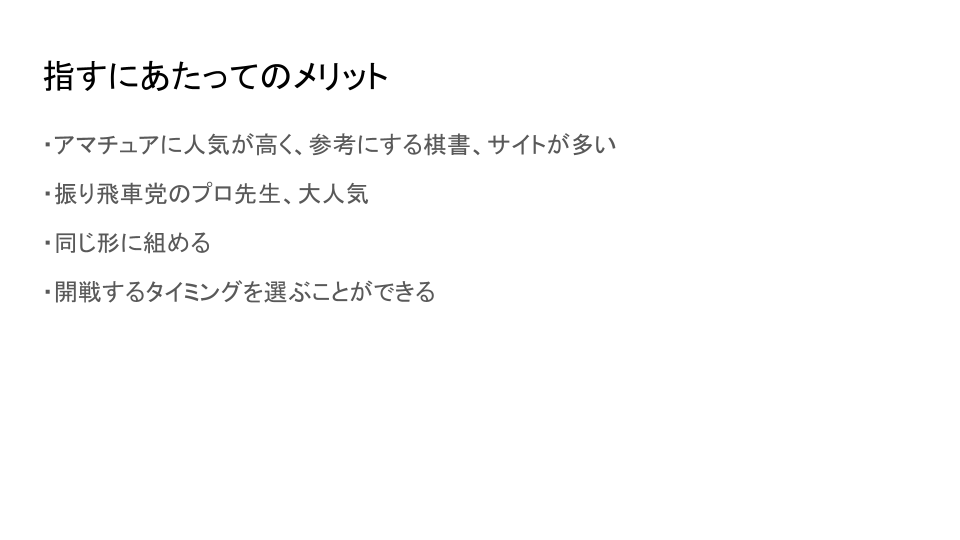 指すにあたってのメリット
・アマチュアに人気が高く、参考にする棋書、サイトが多い
・振り飛車党のプロ先生、大人気
・同じ形に組める
・開戦するタイミングを選ぶことができる